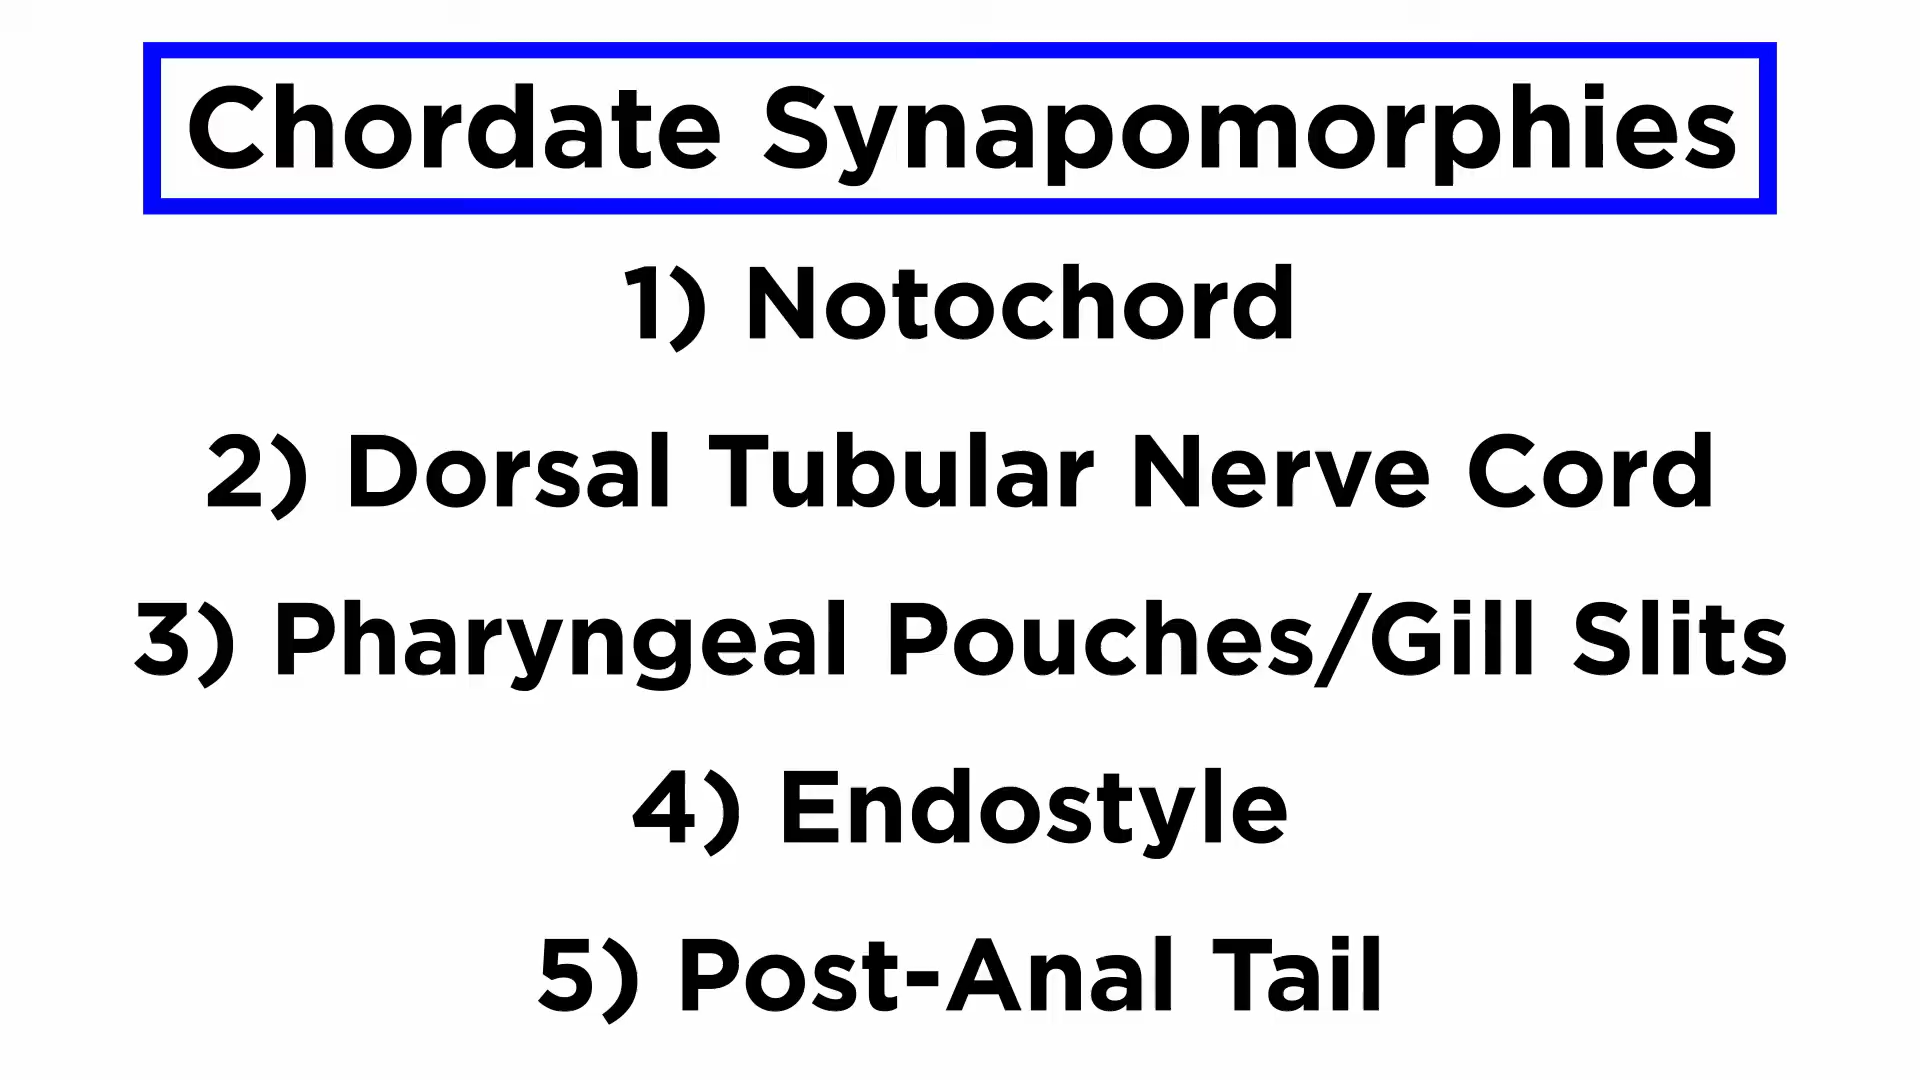 Chordate Synapomorphies
1) Notochord
2) Dorsal Tubular Nerve Cord
3) Pharyngeal Pouches/Gill Slits
4) Endostyle
5) Post-Anal Tail